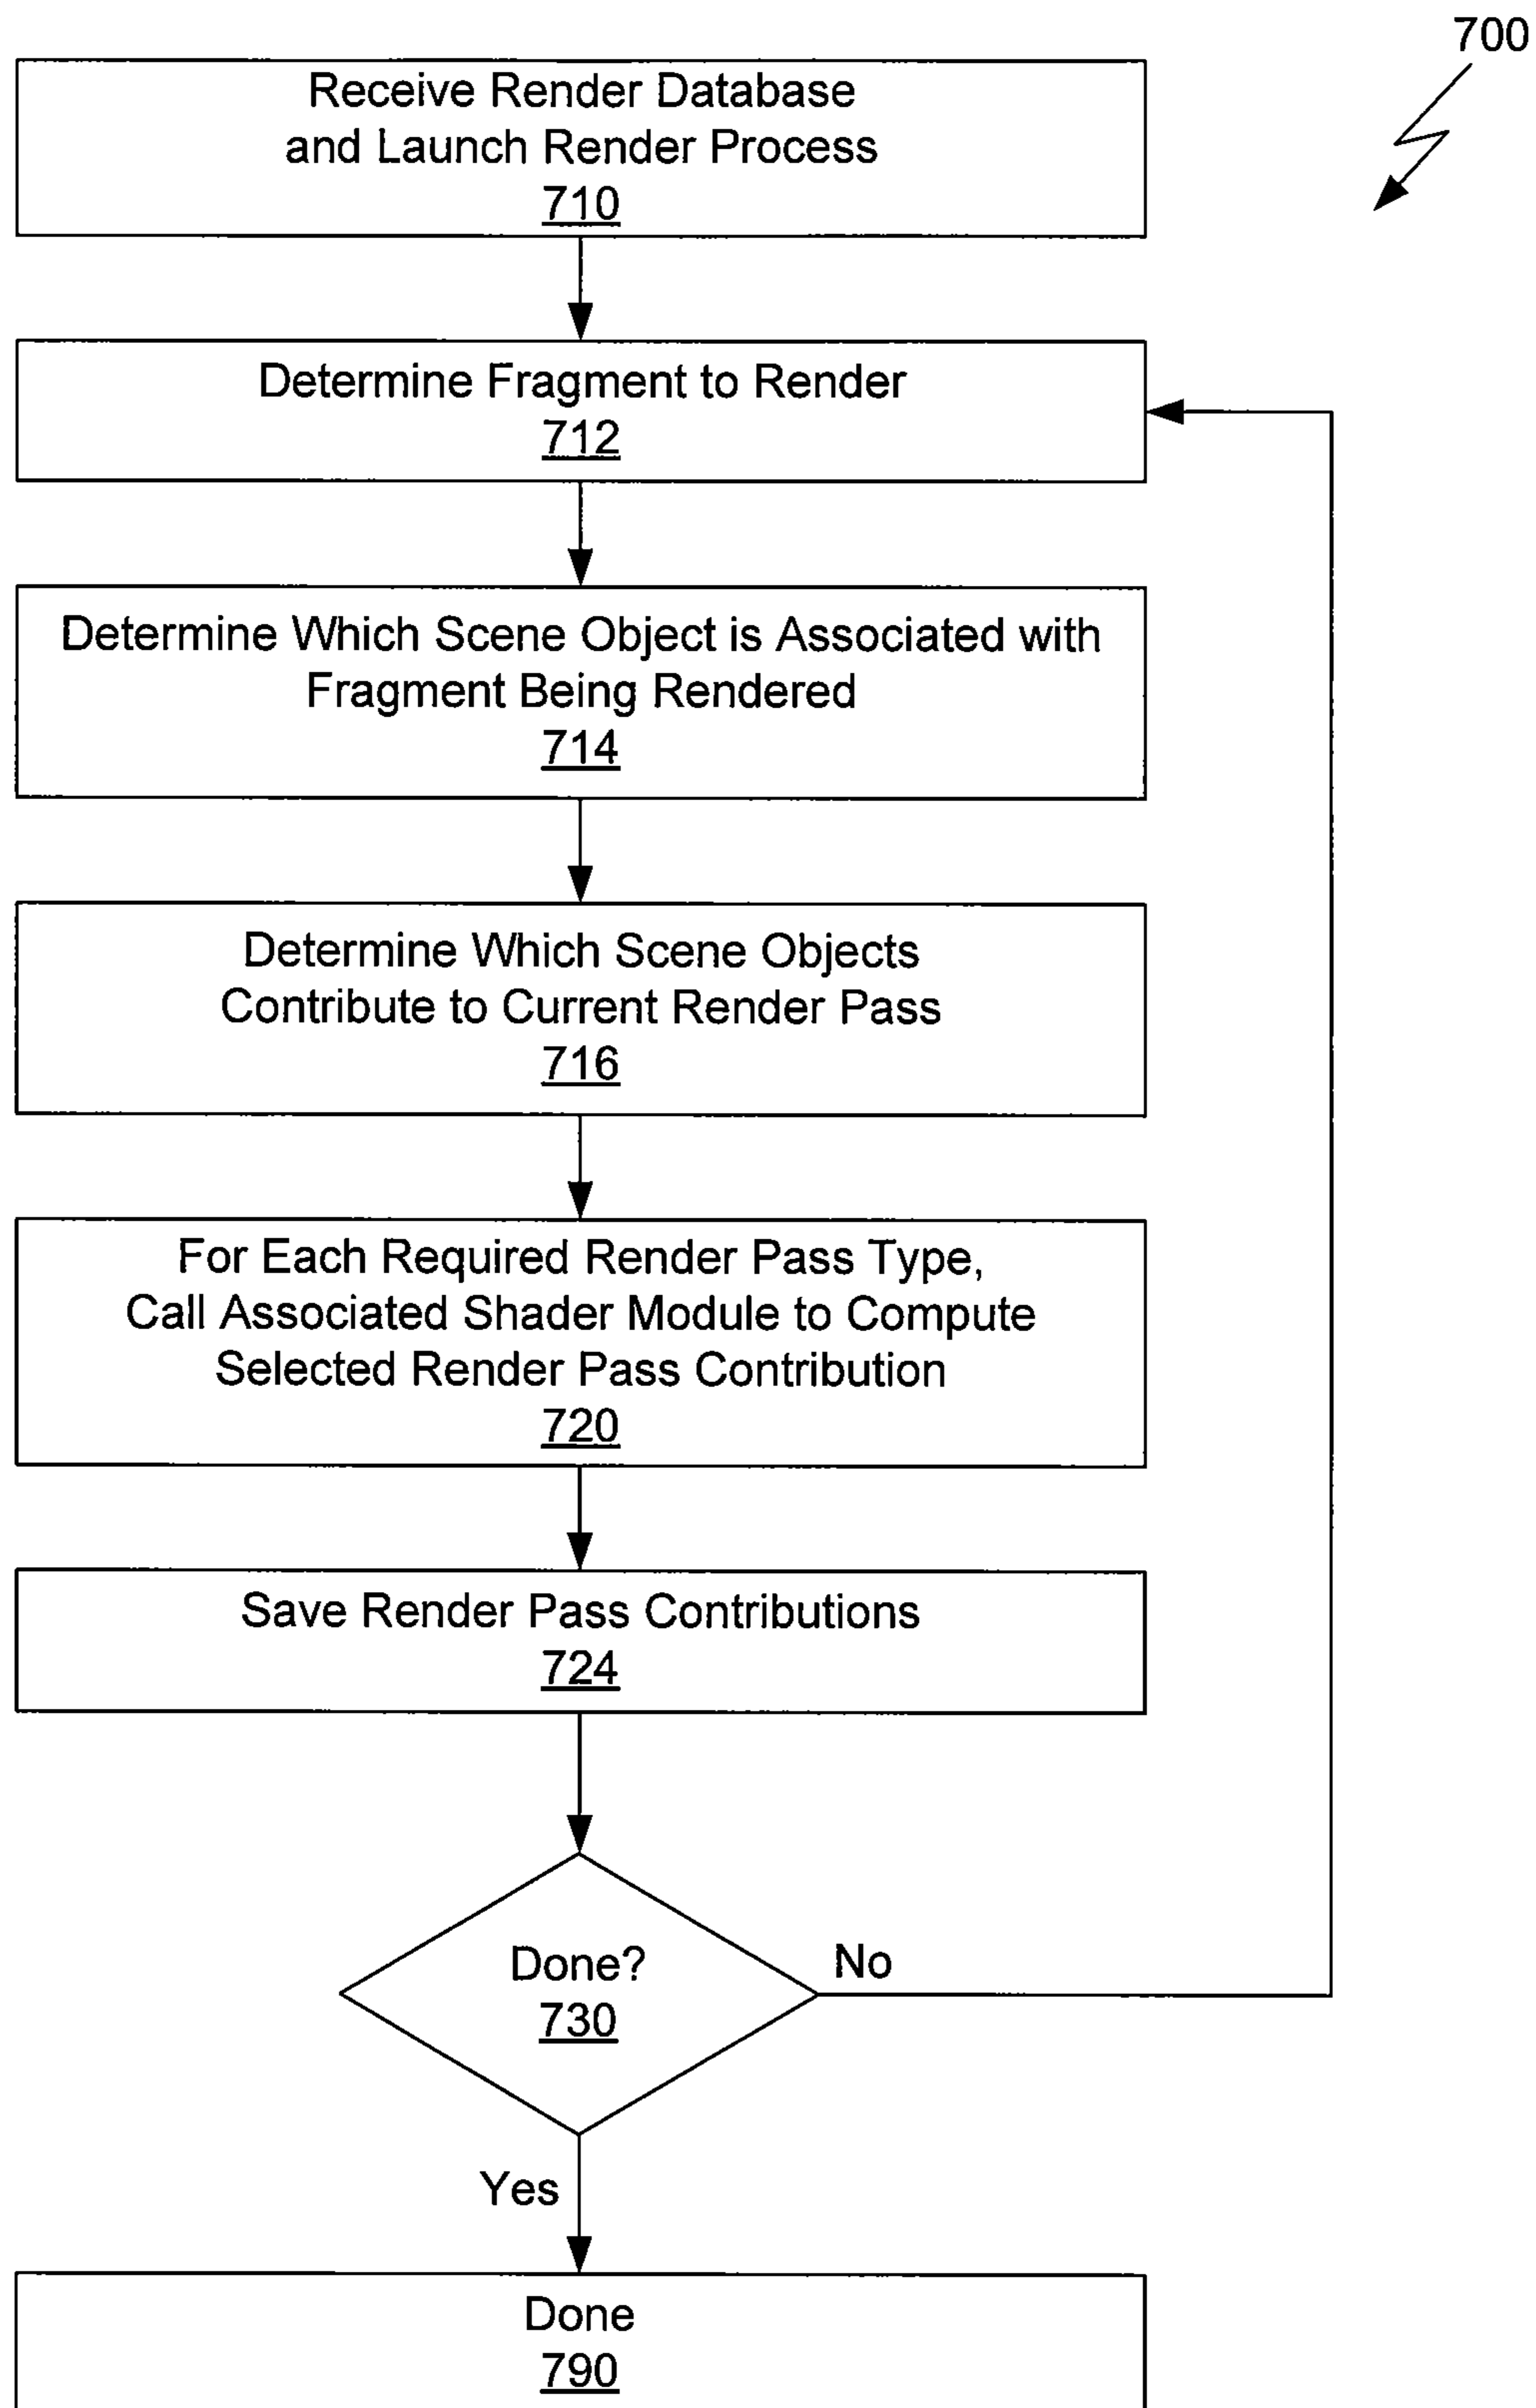 700
Receive Render Database
and Launch Render Process
710
Determine Fragment to Render
712
Determine Which Scene Object is Associated with
Fragment Being Rendered
714
Determine Which Scene Objects
Contribute to Current Render Pass
716
For Each Required Render Pass Type,
Call Associated Shader Module to Compute
Selected Render Pass Contribution
720
Save Render Pass Contributions
724
Done?
730
No
Yes
Done
790